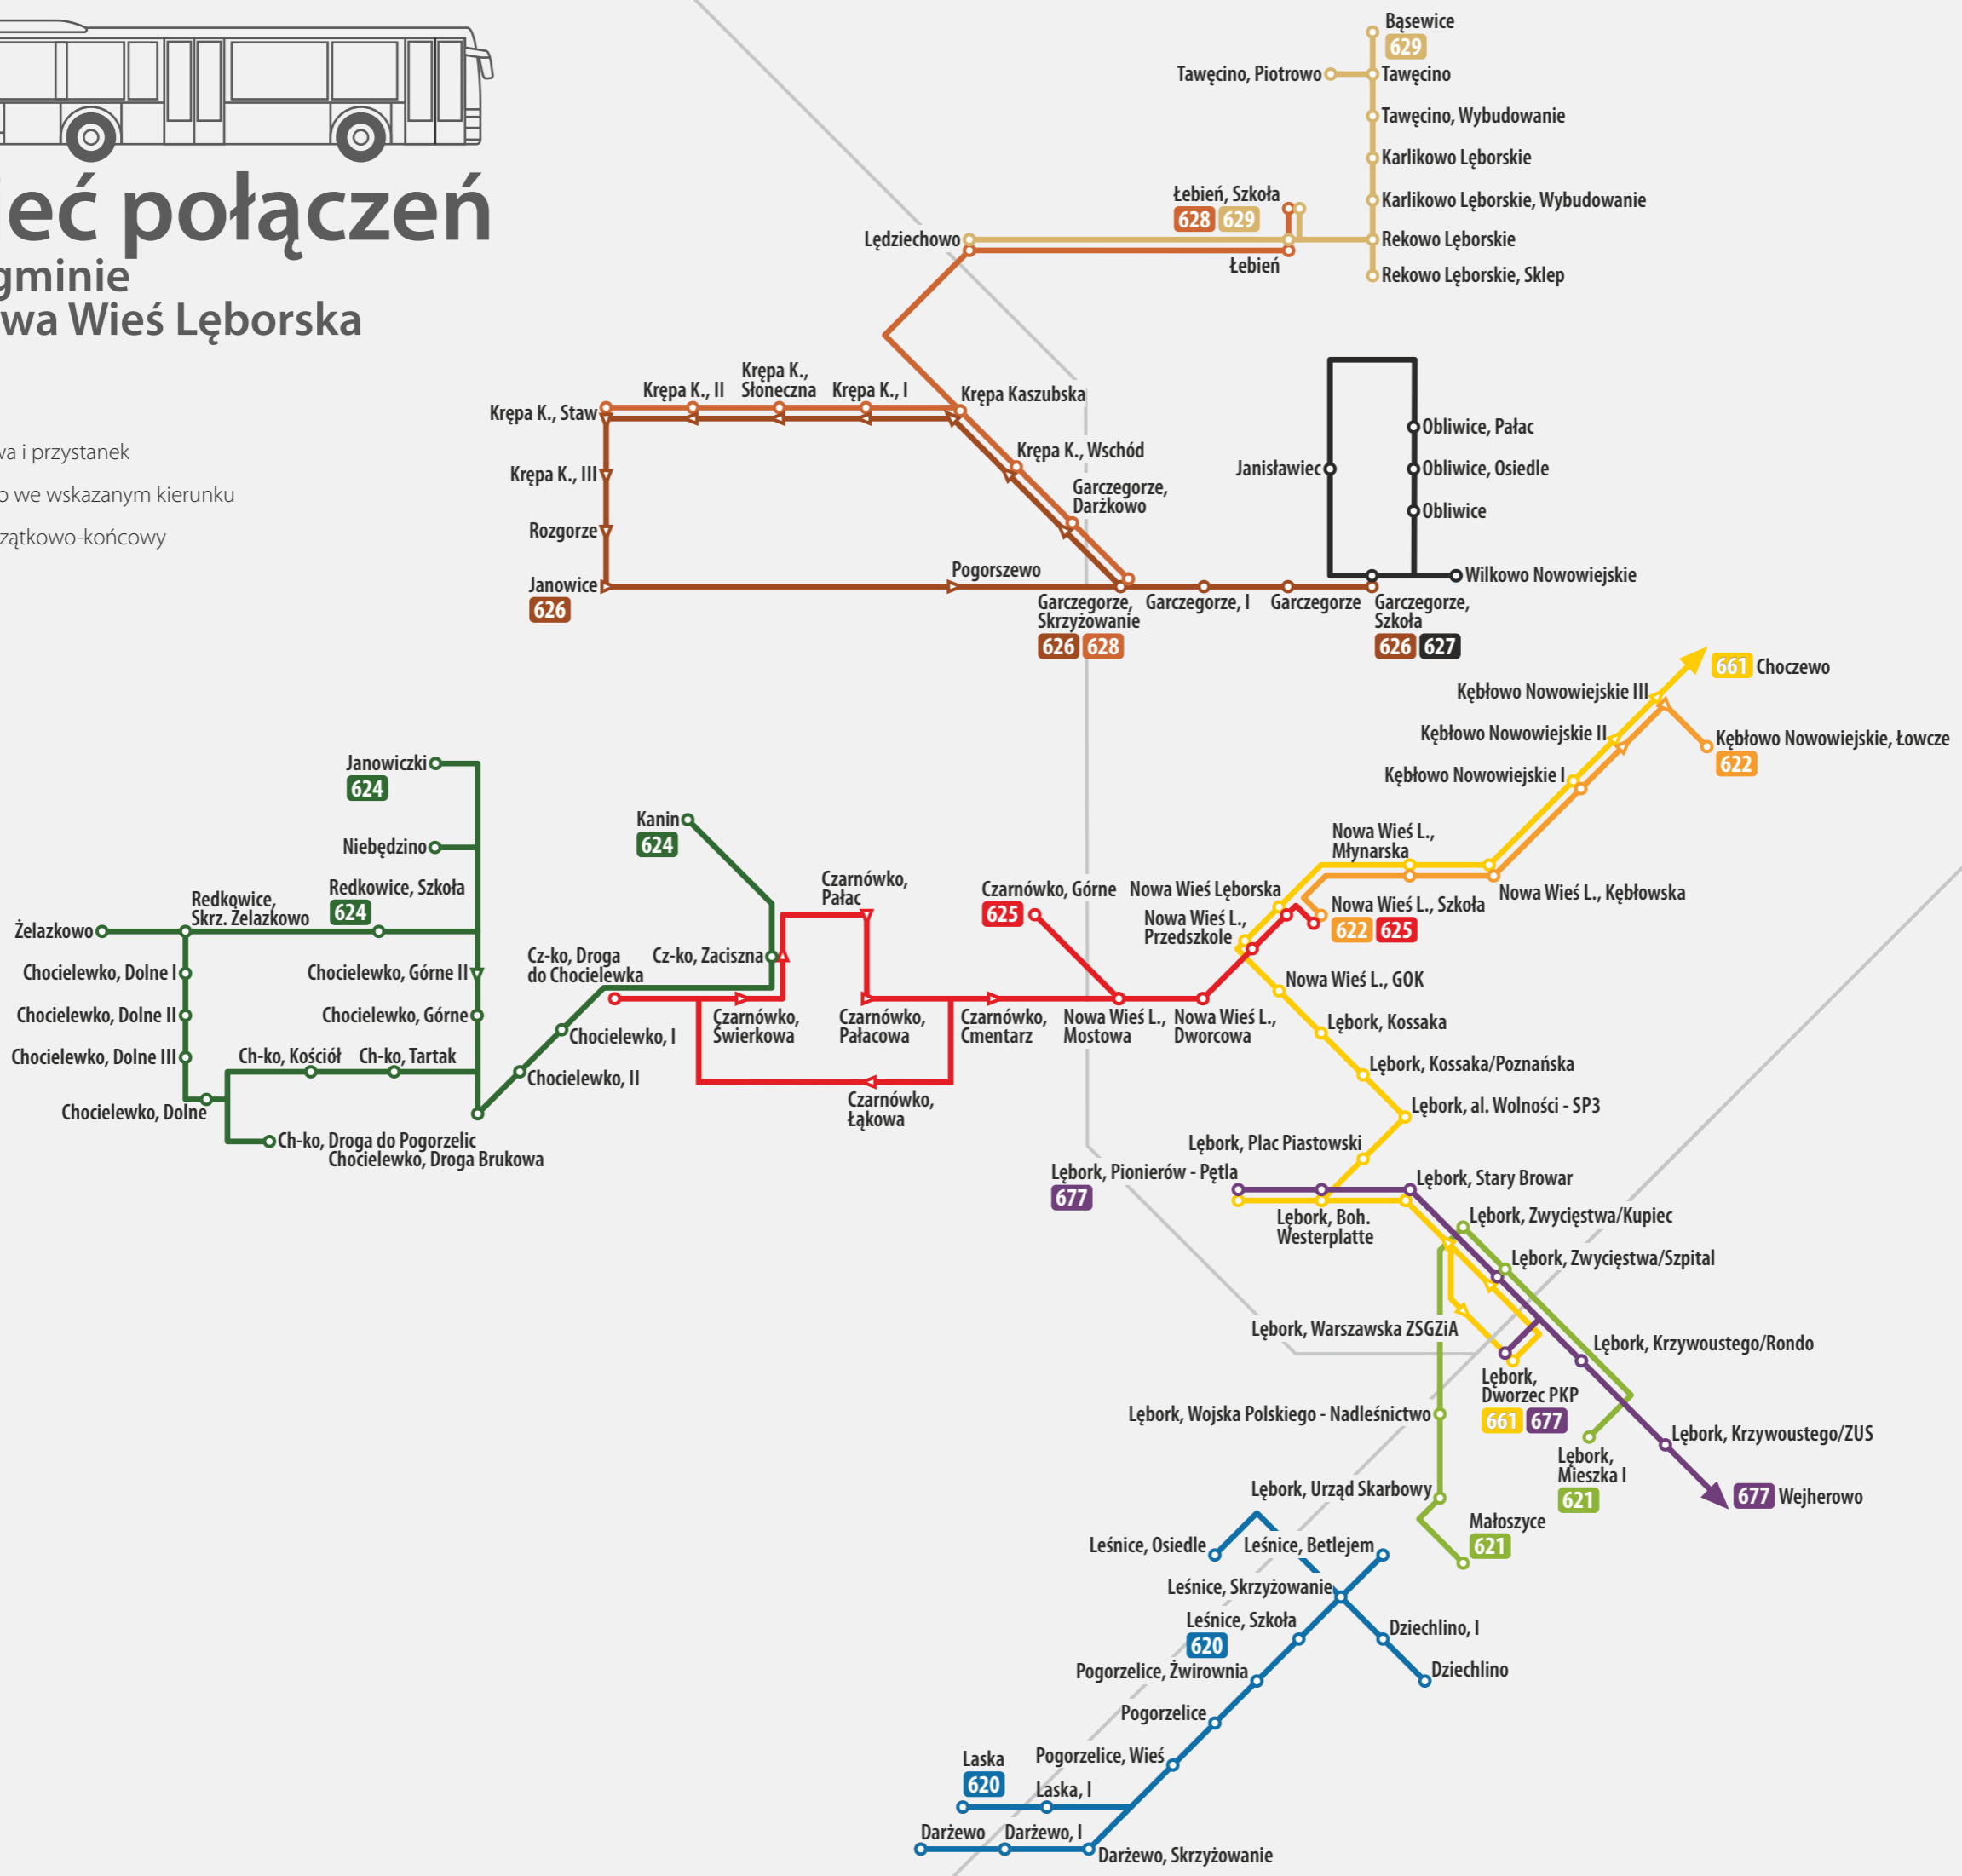 ieć połączeń
gminie
wa Wieś Lęborska
wa i przystanek
o we wskazanym kierunku
zątkowo-końcowy
Bąsewice
629
Tawęcino, Piotrowo
Tawęcino
Tawęcino, Wybudowanie
Karlikowo Lęborskie
Karlikowo Lęborskie, Wybudowanie
Łebień, Szkoła
628 629
Lędziechowo
Rekowo Lęborskie
Łebień
Rekowo Lęborskie, Sklep
Krępa K., Staw
Krępa K., II
Krępa K.,
Słoneczna
Krępa K., I
Krępa Kaszubska
Krępa K., III
Krępa K., Wschód
Garczegorze,
Darżkowo
Rozgorze
Janowice
626
Pogorszewo
Garczegorze,
Skrzyżowanie
626 628
Garczegorze, I
Garczegorze
Garczegorze,
Szkoła
626 627
Janisławiec
Obliwice, Pałac
Obliwice, Osiedle
Obliwice
Wilkowo Nowowiejskie
661 Choczewo
Kębłowo Nowowiejskie III
Kębłowo Nowowiejskie II
Kębłowo Nowowiejskie, Łowcze
622
Kębłowo Nowowiejskie I
Nowa Wieś L.,
Młynarska
Nowa Wieś L., Kębłowska
Nowa Wieś Lęborska
Nowa Wieś L., Szkoła
622 625
Nowa Wieś L.,
Przedszkole
Janowiczki
624
Niebędzino
Redkowice, Szkoła
624
Redkowice,
Skrz. Żelazkowo
Żelazkowo
Chocielewko, Dolne I
Chocielewko, Górne II
Chocielewko, Dolne II
Chocielewko, Górne
Chocielewko, Dolne III
Ch-ko, Kościół
Ch-ko, Tartak
Chocielewko, Dolne
Ch-ko, Droga do Pogorzelic
Chocielewko, Droga Brukowa
Chocielewko, II
Chocielewko, I
Kanin
624
Cz-ko, Droga
do Chocielewka
Cz-ko, Zaciszna
Czarnówko,
Pałac
Czarnówko,
Świerkowa
Czarnówko,
Pałacowa
Czarnówko,
Cmentarz
Czarnówko,
Łąkowa
Czarnówko, Górne
625
Nowa Wieś L.,
Mostowa
Nowa Wieś L.,
Dworcowa
Nowa Wieś L., GOK
Lębork, Kossaka
Lębork, Kossaka/Poznańska
Lębork, al. Wolności - SP3
Lębork, Plac Piastowski
Lębork, Pionierów - Pętla
677
Lębork, Stary Browar
Lębork, Boh.
Westerplatte
Lębork, Zwycięstwa/Kupiec
Lębork, Zwycięstwa/Szpital
Lębork, Warszawska ZSGZiA
Lębork, Krzywoustego/Rondo
Lębork,
Dworzec PKP
661 677
Lębork, Wojska Polskiego - Nadleśnictwo
Lębork, Krzywoustego/ZUS
Lębork,
Mieszka I
621
677 Wejherowo
Lębork, Urząd Skarbowy
Małoszyce
621
Leśnice, Osiedle
Leśnice, Betlejem
Leśnice, Skrzyżowanie
Leśnice, Szkoła
620
Dziechlino, I
Dziechlino
Pogorzelice, Żwirownia
Pogorzelice
Pogorzelice, Wieś
Laska
620
Laska, I
Darżewo
Darżewo, I
Darżewo, Skrzyżowanie